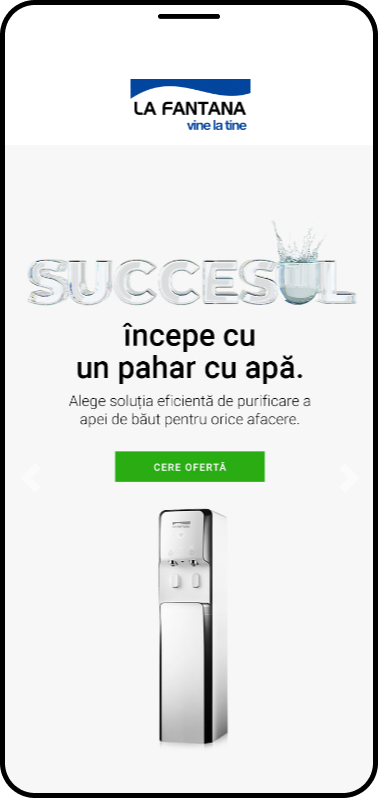 LA FANTANA
vine la tine
SUCCESUL
începe cu
un pahar cu apă.
Alege soluția eficientă de purificare a
apei de băut pentru orice afacere.
CERE OFERTĂ